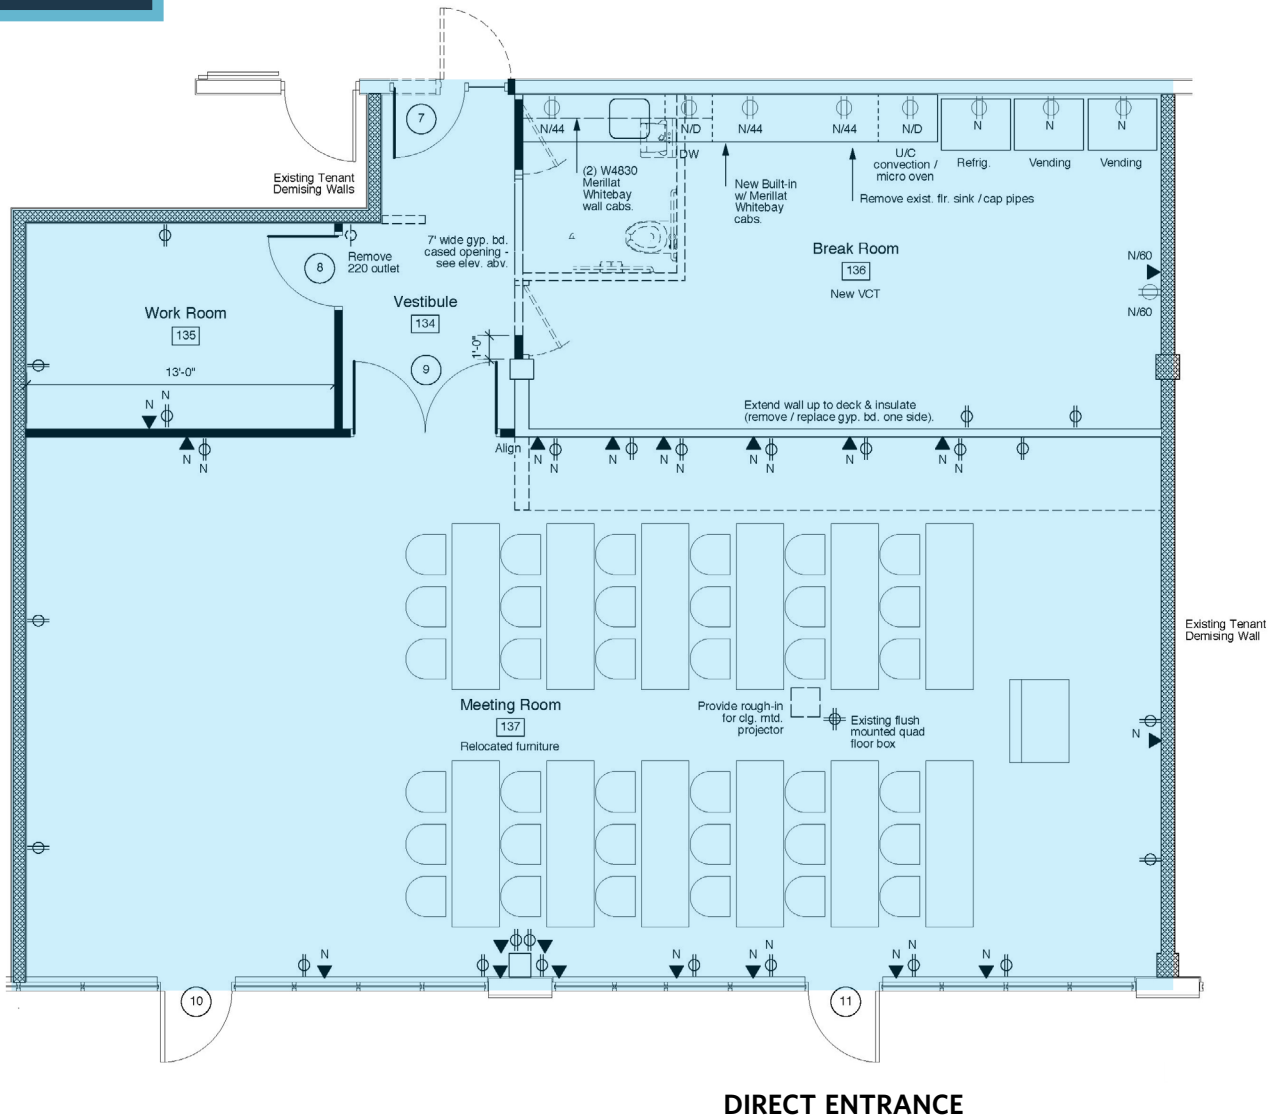 7
N/44
N/D
N/44
N/44
N/D
N
N
N
DW
U/C
convection /
micro oven
Refrig.
Vending
Vending
Existing Tenant
Demising Walls
(2) W4830
Merillat
Whitebay
wall cabs.
New Built-in
w/ Merillat
Whitebay
cabs.
Remove exist. flr. sink / cap pipes
7' wide gyp. bd.
cased opening -
see elev. abv.
Remove
220 outlet
8
Break Room
136
New VCT
N/60
N/60
Work Room
135
Vestibule
134
1'-0"
9
13'-0"
N
N
Extend wall up to deck & insulate
(remove / replace gyp. bd. one side).
Align
N
N
N
N
N
N
N
N
N
N
N
N
N
Existing Tenant
Demising Wall
Meeting Room
137
Relocated furniture
Provide rough-in
for clg. mtd.
projector
Existing flush
mounted quad
floor box
N
N
N
N
N
N
N
N
10
11
DIRECT ENTRANCE